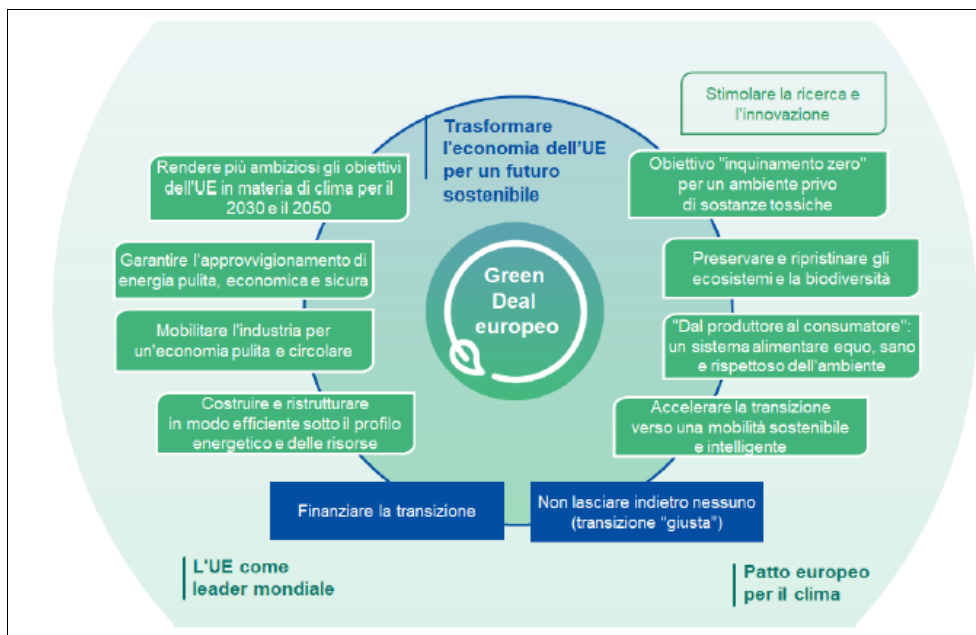 Stimolare la ricerca e
l'innovazione
Trasformare
l'economia dell'UE
per un futuro
sostenibile
Rendere più ambiziosi gli obiettivi
dell'UE in materia di clima per il
2030 e il 2050
Obiettivo "inquinamento zero"
per un ambiente privo
di sostanze tossiche
Garantire l'approvvigionamento di
energia pulita, economica e sicura
Preservare e ripristinare gli
ecosistemi e la biodiversità
Green
Deal
europeo
Mobilitare l'industria per
un'economia pulita e circolare
"Dal produttore al consumatore":
un sistema alimentare equo, sano
e rispettoso dell'ambiente
Costruire e ristrutturare
in modo efficiente sotto il profilo
energetico e delle risorse
Accelerare la transizione
verso una mobilità sostenibile
e intelligente
Finanziare la transizione
Non lasciare indietro nessuno
(transizione "giusta")
L'UE come
leader mondiale
Patto europeo
per il clima